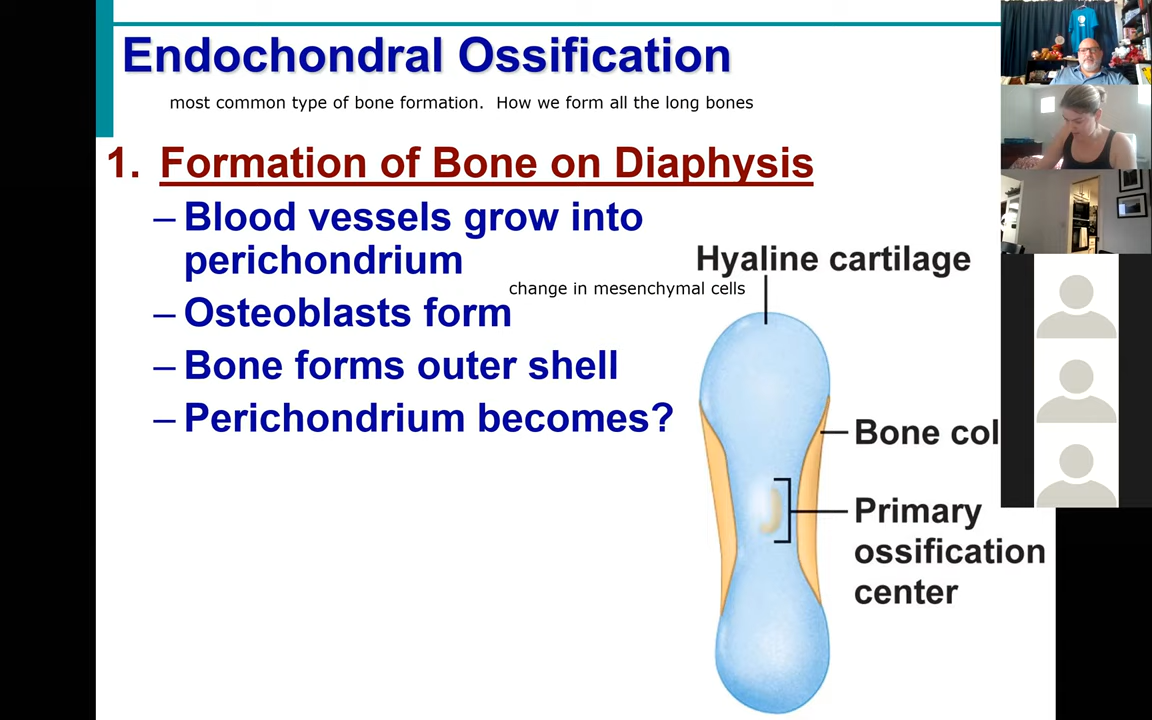 Endochondral Ossification
most common type of bone formation. How we form all the long bones
1. Formation of Bone on Diaphysis
– Blood vessels grow into
perichondrium
change in mesenchymal cells
– Osteoblasts form
– Bone forms outer shell
– Perichondrium becomes?
Hyaline cartilage
Bone col
Primary
ossification
center